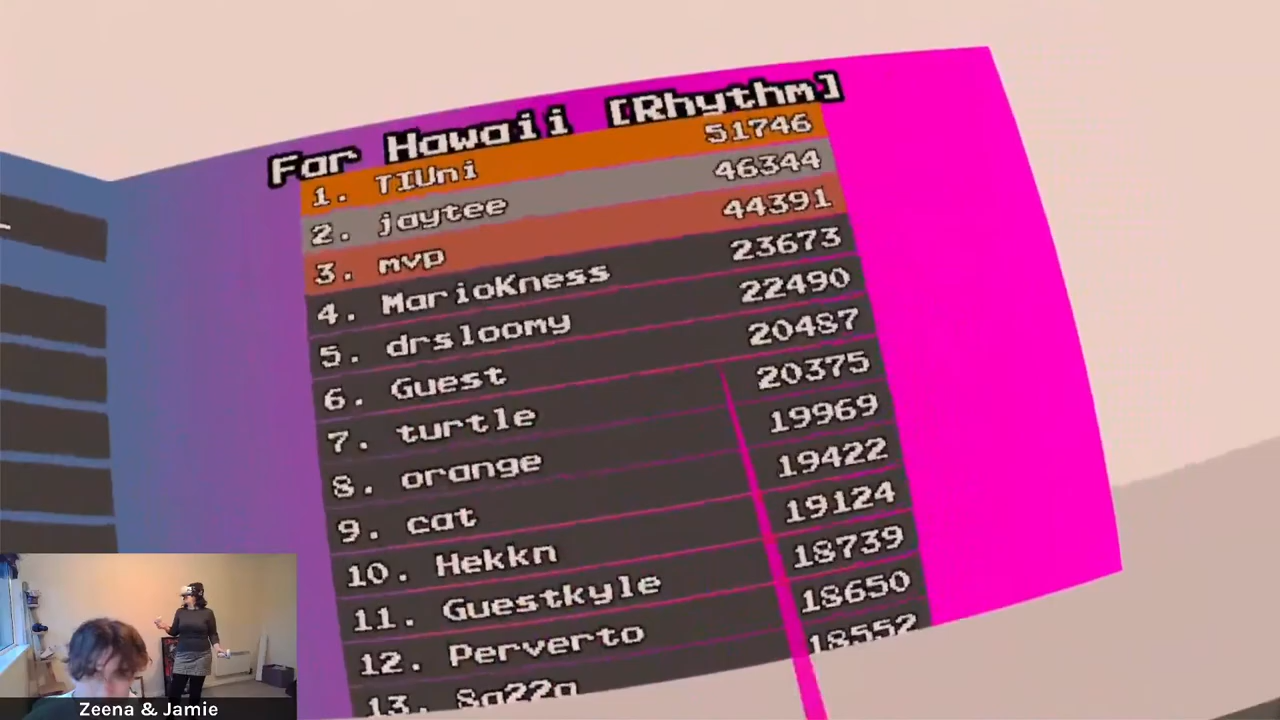 Far Hawaii [Rhythm]
1. TIUni 51746
2. jaytee 46344
3. mvp 44391
4. MarioKness 23673
5. drsloomy 22490
6. Guest 20487
7. turtle 20375
8. orange 19969
9. cat 19422
10. Hekkn 19124
11. Guestkyle 18739
12. Perverto 18650
13. 8a22a 18552
Zeena & Jamie